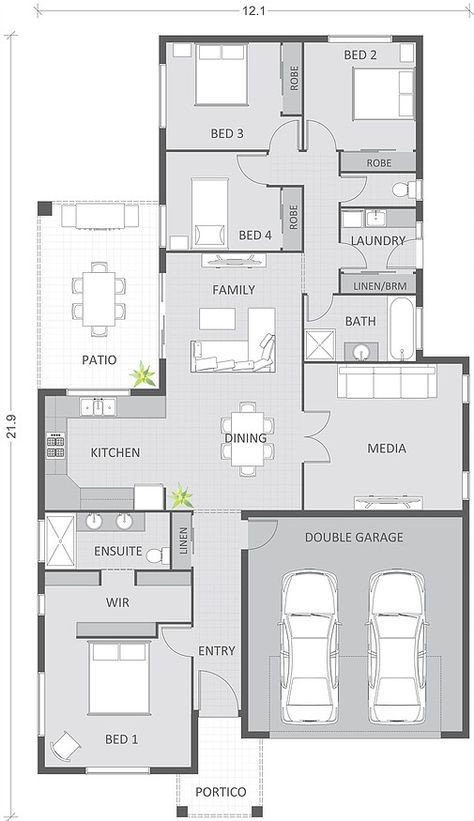 12.1
BED 2
ROBE
BED 3
ROBE
BED 4
ROBE
LAUNDRY
LINEN/BRM
FAMILY
BATH
PATIO
21.9
DINING
KITCHEN
MEDIA
LINEN
ENSUITE
DOUBLE GARAGE
WIR
ENTRY
BED 1
PORTICO